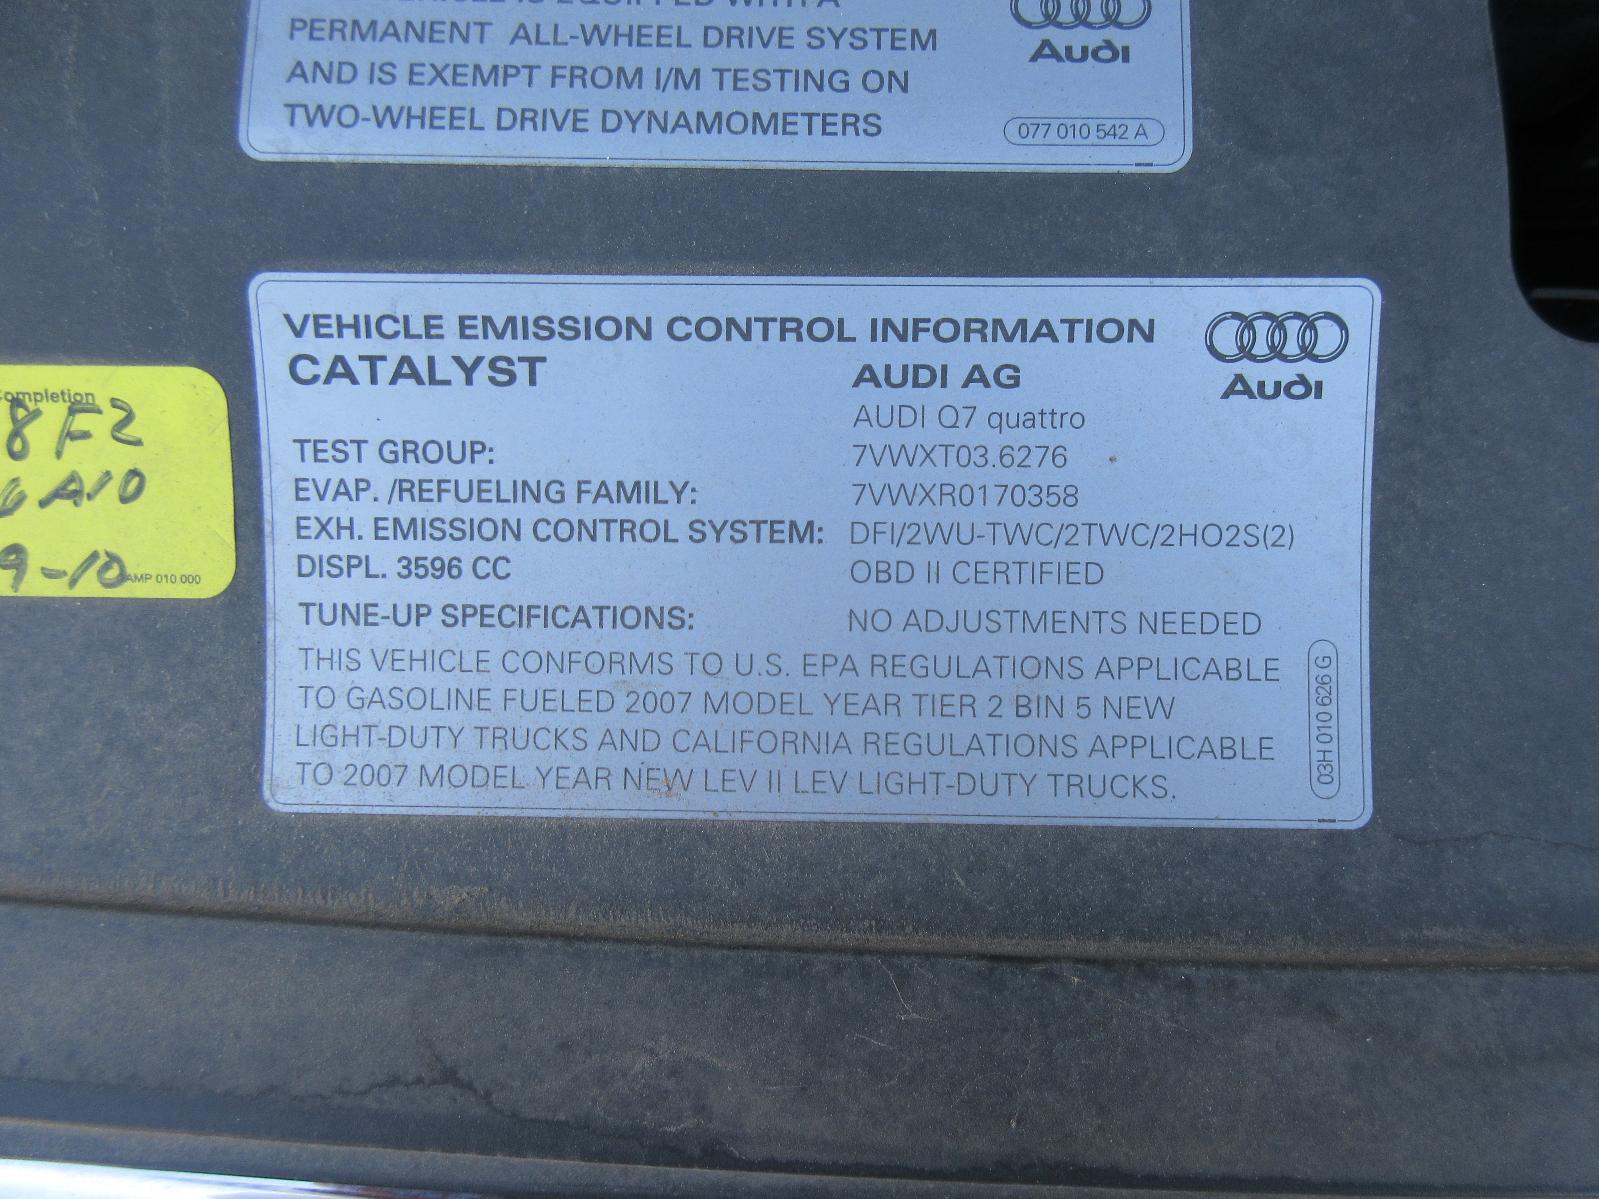 EQUIPPED WITH A
PERMANENT ALL-WHEEL DRIVE SYSTEM
AND IS EXEMPT FROM I/M TESTING ON
TWO-WHEEL DRIVE DYNAMOMETERS
Audi
077 010 542 A
VEHICLE EMISSION CONTROL INFORMATION
CATALYST
AUDI AG
Audi
AUDI Q7 quattro
TEST GROUP: 7VWXT03.6276
EVAP. /REFUELING FAMILY: 7VWXR0170358
EXH. EMISSION CONTROL SYSTEM: DFI/2WU-TWC/2TWC/2HO2S(2)
DISPL. 3596 CC OBD II CERTIFIED
TUNE-UP SPECIFICATIONS: NO ADJUSTMENTS NEEDED
THIS VEHICLE CONFORMS TO U.S. EPA REGULATIONS APPLICABLE
TO GASOLINE FUELED 2007 MODEL YEAR TIER 2 BIN 5 NEW
LIGHT-DUTY TRUCKS AND CALIFORNIA REGULATIONS APPLICABLE
TO 2007 MODEL YEAR NEW LEV II LEV LIGHT-DUTY TRUCKS.
03H 010 626 G
Completion
8F2
6A10
9-10
AMP 010 000